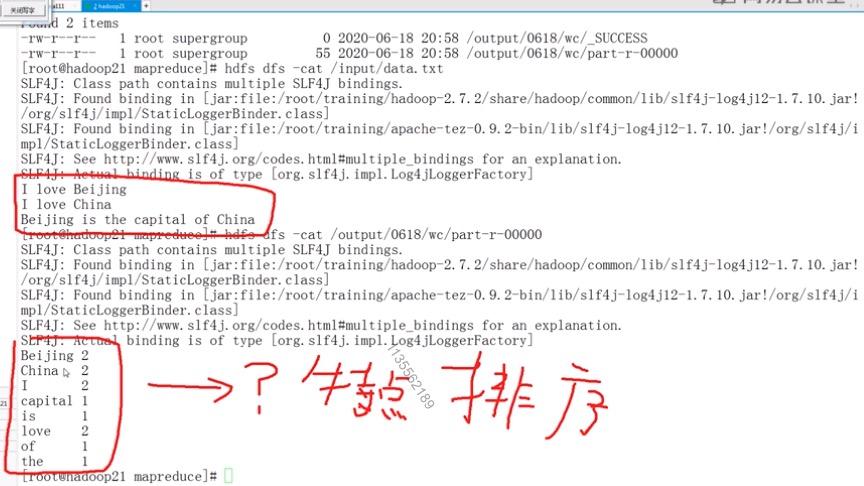 关闭写字
a111
2 hadoop21
Found 2 items
-rw-r--r-- 1 root supergroup 0 2020-06-18 20:58 /output/0618/wc/_SUCCESS
-rw-r--r-- 1 root supergroup 55 2020-06-18 20:58 /output/0618/wc/part-r-00000
[root@hadoop21 mapreduce]# hdfs dfs -cat /input/data.txt
SLF4J: Class path contains multiple SLF4J bindings.
SLF4J: Found binding in [jar:file:/root/training/hadoop-2.7.2/share/hadoop/common/lib/slf4j-log4j12-1.7.10.jar!
/org/slf4j/impl/StaticLoggerBinder.class]
SLF4J: Found binding in [jar:file:/root/training/apache-tez-0.9.2-bin/lib/slf4j-log4j12-1.7.10.jar!/org/slf4j/i
mpl/StaticLoggerBinder.class]
SLF4J: See http://www.slf4j.org/codes.html#multiple_bindings for an explanation.
SLF4J: Actual binding is of type [org.slf4j.impl.Log4jLoggerFactory]
I love Beijing
I love China
Beijing is the capital of China
[root@hadoop21 mapreduce]# hdfs dfs -cat /output/0618/wc/part-r-00000
SLF4J: Class path contains multiple SLF4J bindings.
SLF4J: Found binding in [jar:file:/root/training/hadoop-2.7.2/share/hadoop/common/lib/slf4j-log4j12-1.7.10.jar!
/org/slf4j/impl/StaticLoggerBinder.class]
SLF4J: Found binding in [jar:file:/root/training/apache-tez-0.9.2-bin/lib/slf4j-log4j12-1.7.10.jar!/org/slf4j/i
mpl/StaticLoggerBinder.class]
SLF4J: See http://www.slf4j.org/codes.html#multiple_bindings for an explanation.
SLF4J: Actual binding is of type [org.slf4j.impl.Log4jLoggerFactory]
Beijing 2
China 2
I 2
capital 1
is 1
love 2
of 1
the 1
? 特点 排序
1135562189
[root@hadoop21 mapreduce]#